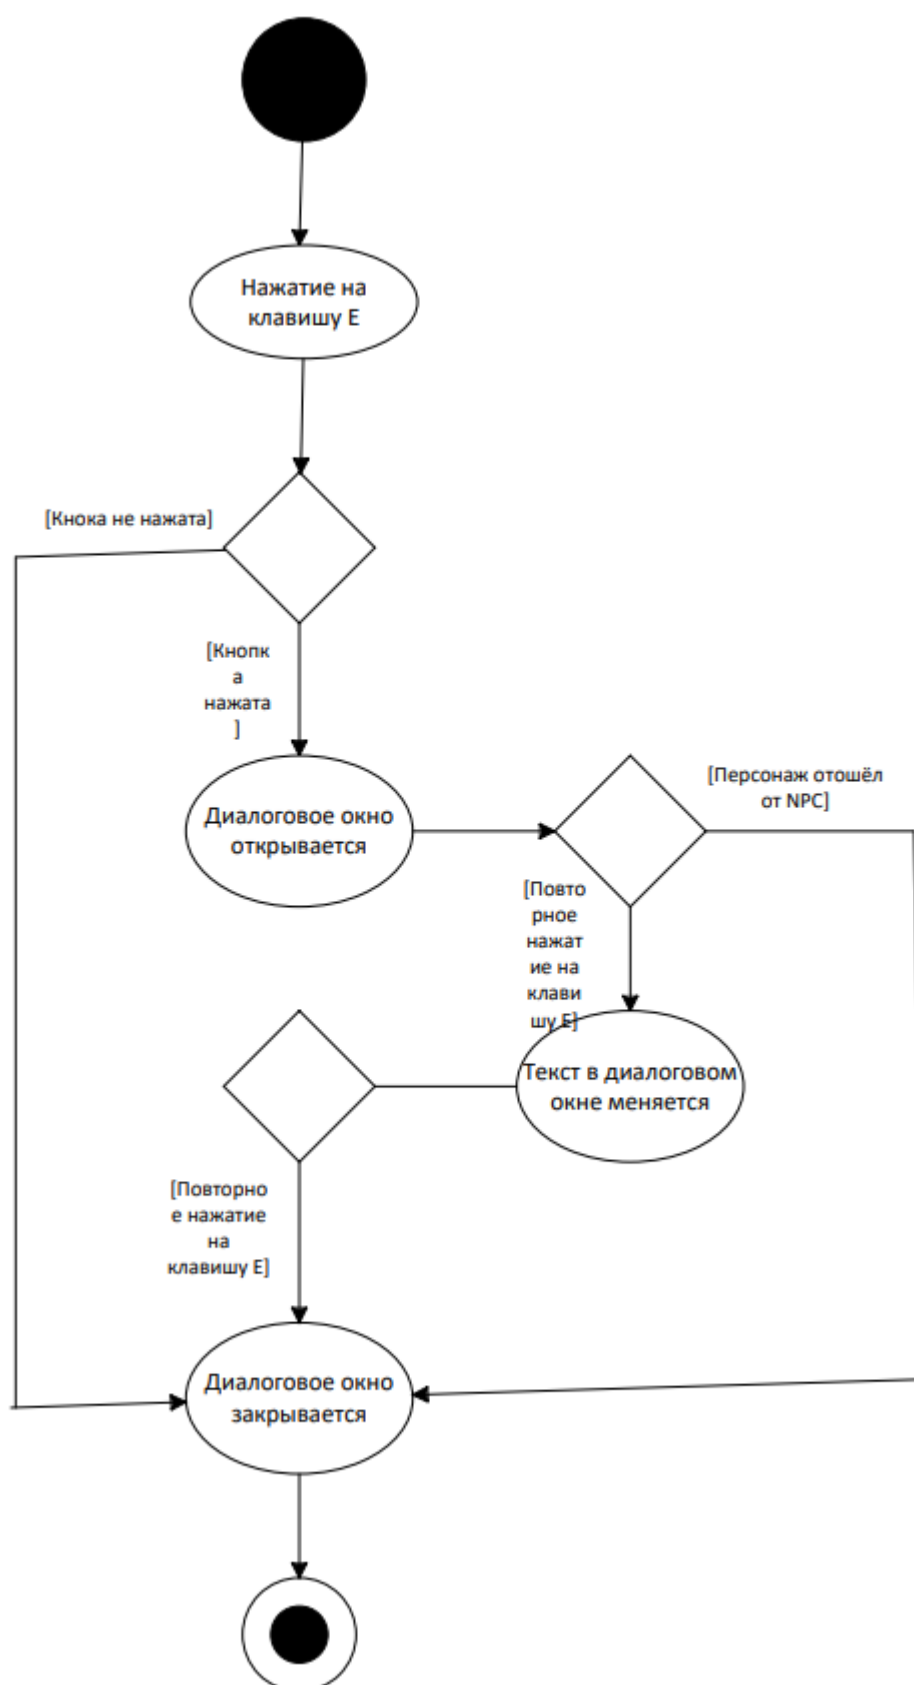 Нажатие на
клавишу Е
[Кнока не нажата]
[Кнопк
а
нажата
]
Диалоговое окно
открывается
[Персонаж отошёл
от NPC]
[Повто
рное
нажат
ие на
клави
шу Е]
Текст в диалоговом
окне меняется
[Повторно
е нажатие
на
клавишу Е]
Диалоговое окно
закрывается